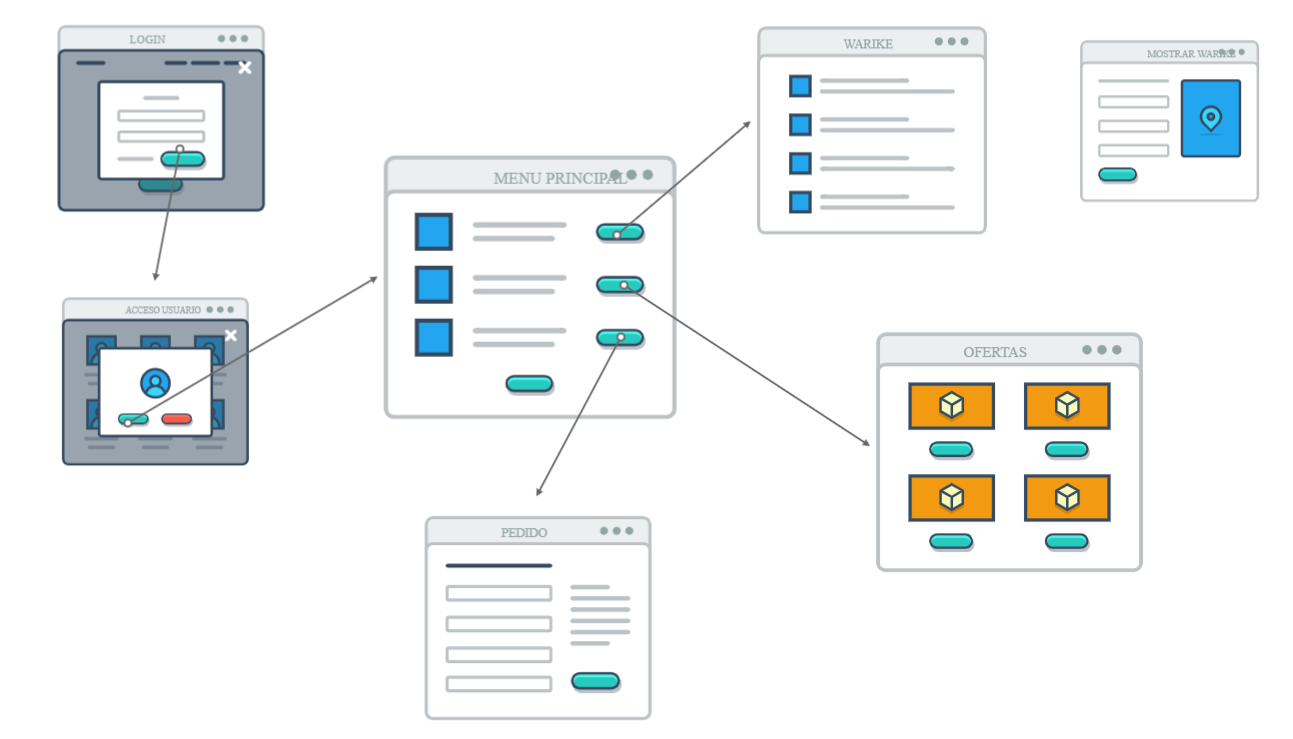 LOGIN
WARIKE
MOSTRAR WARIKE
MENU PRINCIPAL
ACCESO USUARIO
OFERTAS
PEDIDO